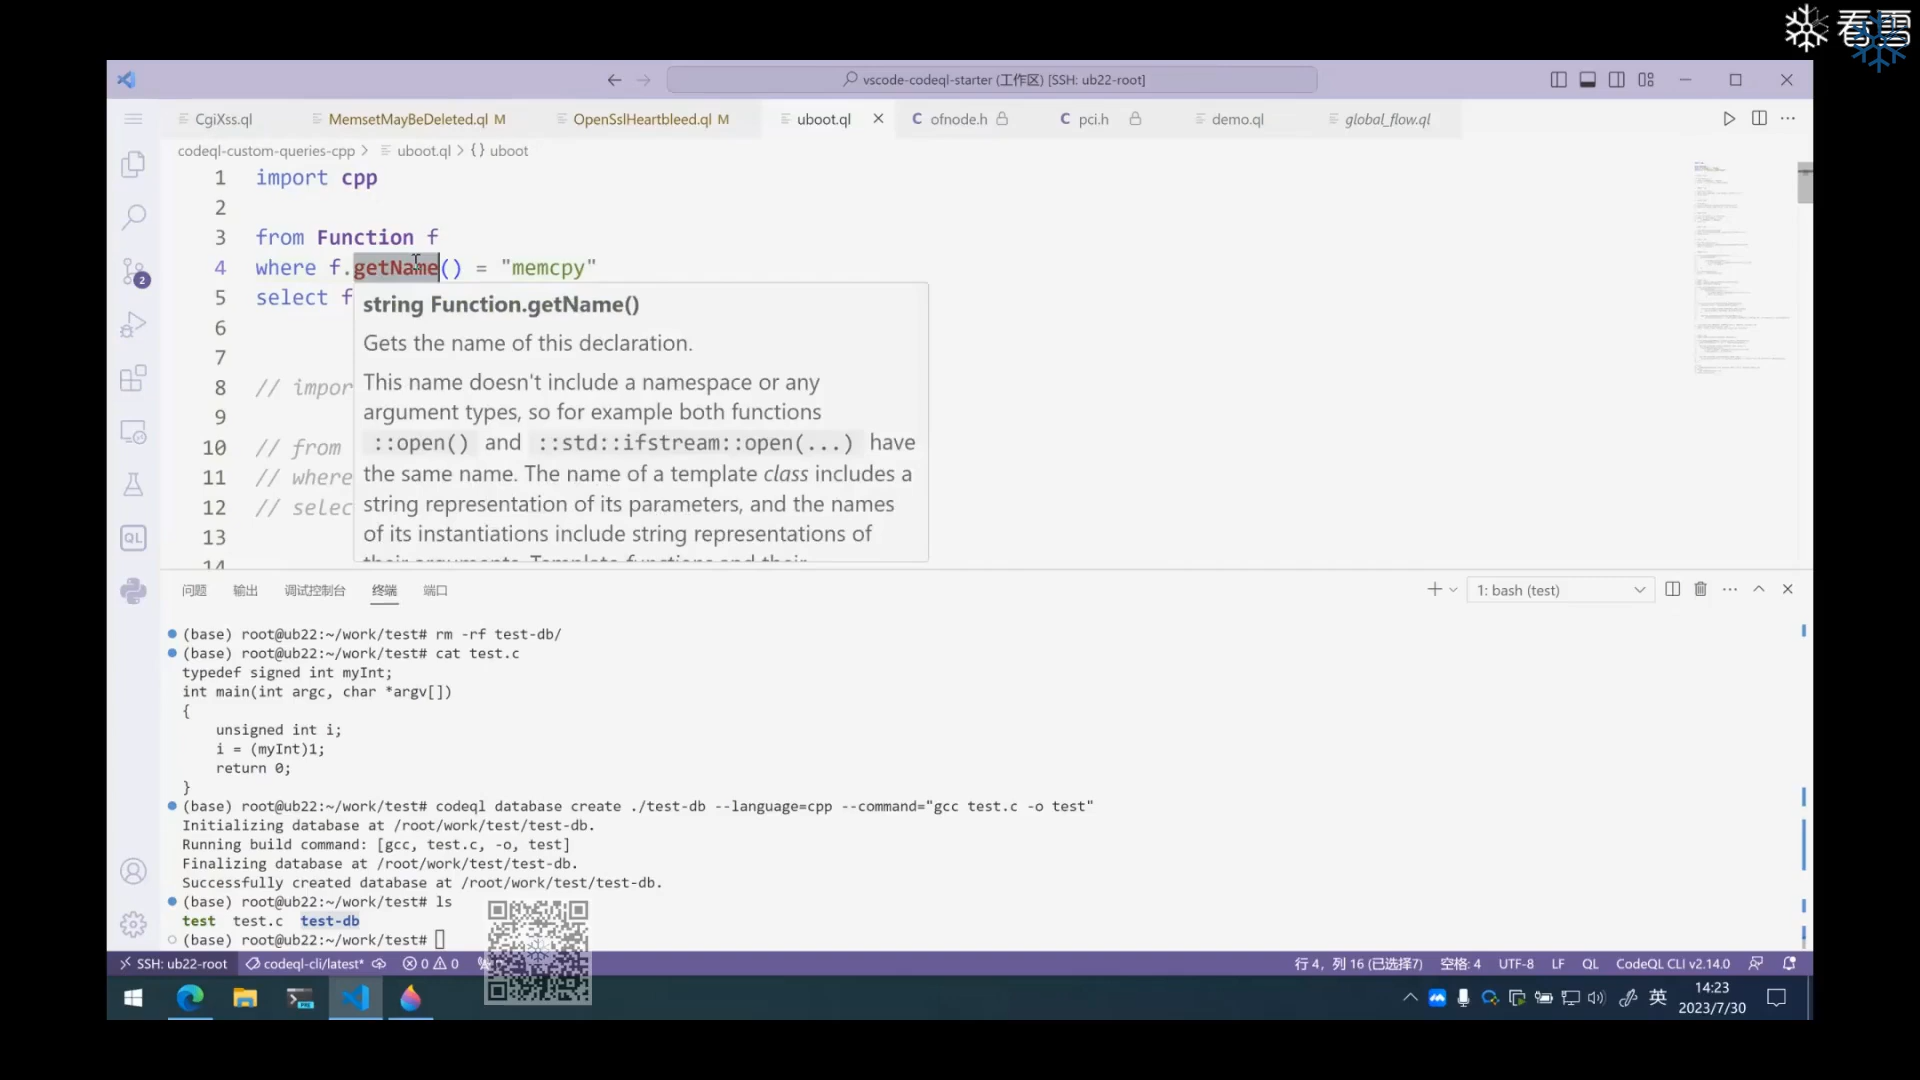 看雪
vscode-codeql-starter (工作区) [SSH: ub22-root]
CgiXss.ql
MemsetMayBeDeleted.ql M
OpenSslHeartbleed.ql M
uboot.ql
C ofnode.h
C pci.h
demo.ql
global_flow.ql
codeql-custom-queries-cpp > uboot.ql > {} uboot
1 import cpp
2
3 from Function f
4 where f.getName() = "memcpy"
5 select f
6
7
8 // impor
9
10 // from
11 // where
12 // selec
13
14
string Function.getName()
Gets the name of this declaration.
This name doesn't include a namespace or any
argument types, so for example both functions
::open() and ::std::ifstream::open(...) have
the same name. The name of a template class includes a
string representation of its parameters, and the names
of its instantiations include string representations of
their arguments. Template functions and their
2
QL
问题 输出 调试控制台 终端 端口
1: bash (test)
(base) root@ub22:~/work/test# rm -rf test-db/
(base) root@ub22:~/work/test# cat test.c
typedef signed int myInt;
int main(int argc, char *argv[])
{
unsigned int i;
i = (myInt)1;
return 0;
}
(base) root@ub22:~/work/test# codeql database create ./test-db --language=cpp --command="gcc test.c -o test"
Initializing database at /root/work/test/test-db.
Running build command: [gcc, test.c, -o, test]
Finalizing database at /root/work/test/test-db.
Successfully created database at /root/work/test/test-db.
(base) root@ub22:~/work/test# ls
test test.c test-db
(base) root@ub22:~/work/test#
SSH: ub22-root codeql-cli/latest* 0 0
行 4，列 16 (已选择7) 空格: 4 UTF-8 LF QL CodeQL CLI v2.14.0
英
14:23
2023/7/30